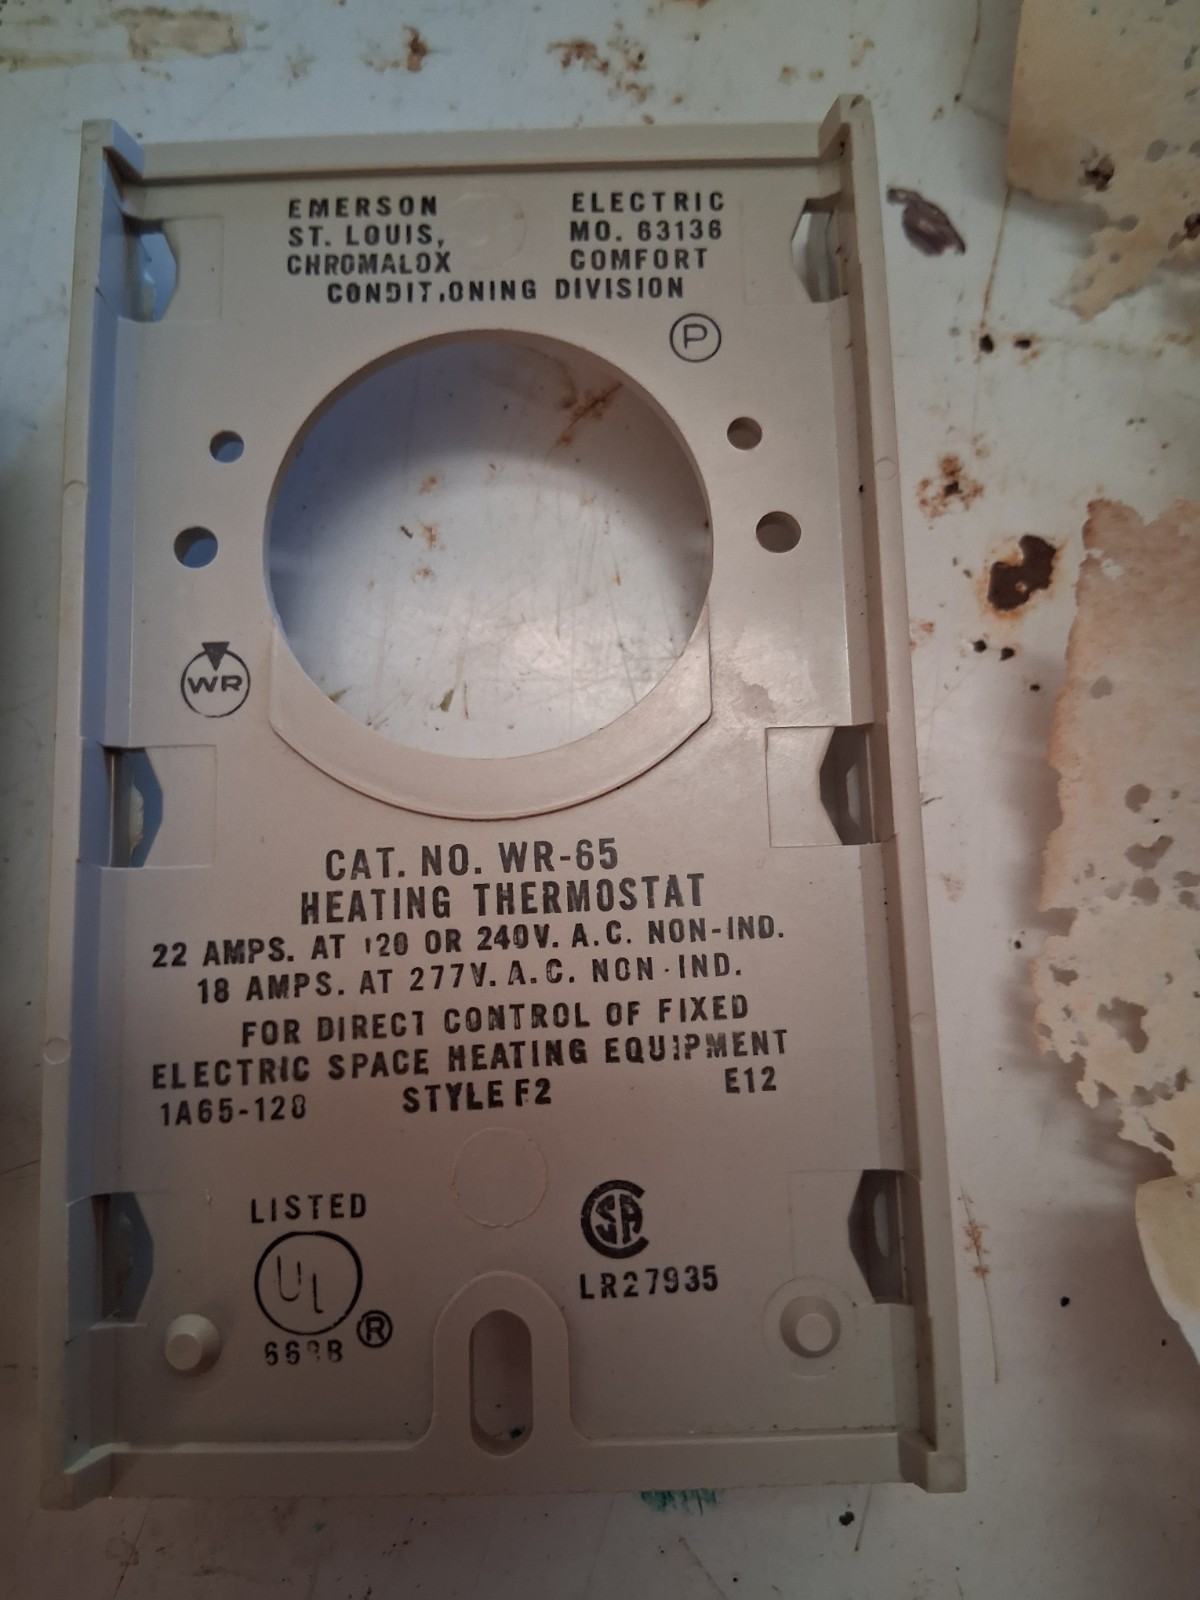 EMERSON ELECTRIC
ST. LOUIS, MO. 63136
CHROMALOX COMFORT
CONDITIONING DIVISION
P
WR
CAT. NO. WR-65
HEATING THERMOSTAT
22 AMPS. AT 120 OR 240V. A.C. NON-IND.
18 AMPS. AT 277V. A.C. NON-IND.
FOR DIRECT CONTROL OF FIXED
ELECTRIC SPACE HEATING EQUIPMENT
1A65-128 STYLE F2 E12
LISTED
UL ®
CSA
LR27935